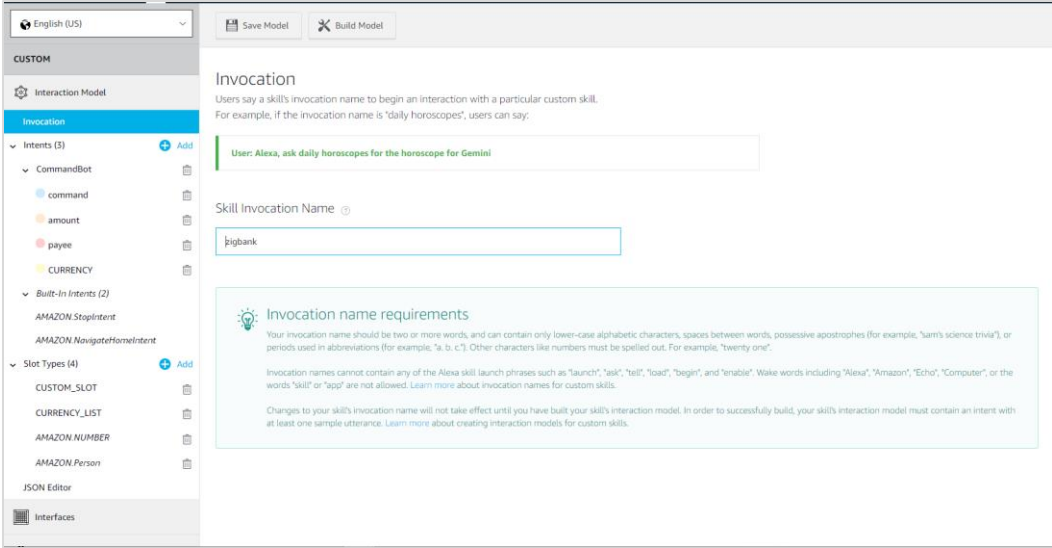 English (US)
Save Model
Build Model
CUSTOM
Interaction Model
Invocation
Intents (3)
Add
CommandBot
command
amount
payee
CURRENCY
Built-In Intents (2)
AMAZON.StopIntent
AMAZON.NavigateHomeIntent
Slot Types (4)
Add
CUSTOM_SLOT
CURRENCY_LIST
AMAZON.NUMBER
AMAZON.Person
JSON Editor
Interfaces
Invocation
Users say a skill's invocation name to begin an interaction with a particular custom skill.
For example, if the invocation name is "daily horoscopes", users can say:
User: Alexa, ask daily horoscopes for the horoscope for Gemini
Skill Invocation Name
zigbank
Invocation name requirements
Your invocation name should be two or more words, and can contain only lower-case alphabetic characters, spaces between words, possessive apostrophes (for example, "sam's science trivia"), or
periods used in abbreviations (for example, "a. b. c."). Other characters like numbers must be spelled out. For example, "twenty one".
Invocation names cannot contain any of the Alexa skill launch phrases such as "launch", "ask", "tell", "load", "begin", and "enable". Wake words including "Alexa", "Amazon", "Echo", "Computer", or the
words "skill" or "app" are not allowed. Learn more about invocation names for custom skills.
Changes to your skill's invocation name will not take effect until you have built your skill's interaction model. In order to successfully build, your skill's interaction model must contain an intent with
at least one sample utterance. Learn more about creating interaction models for custom skills.